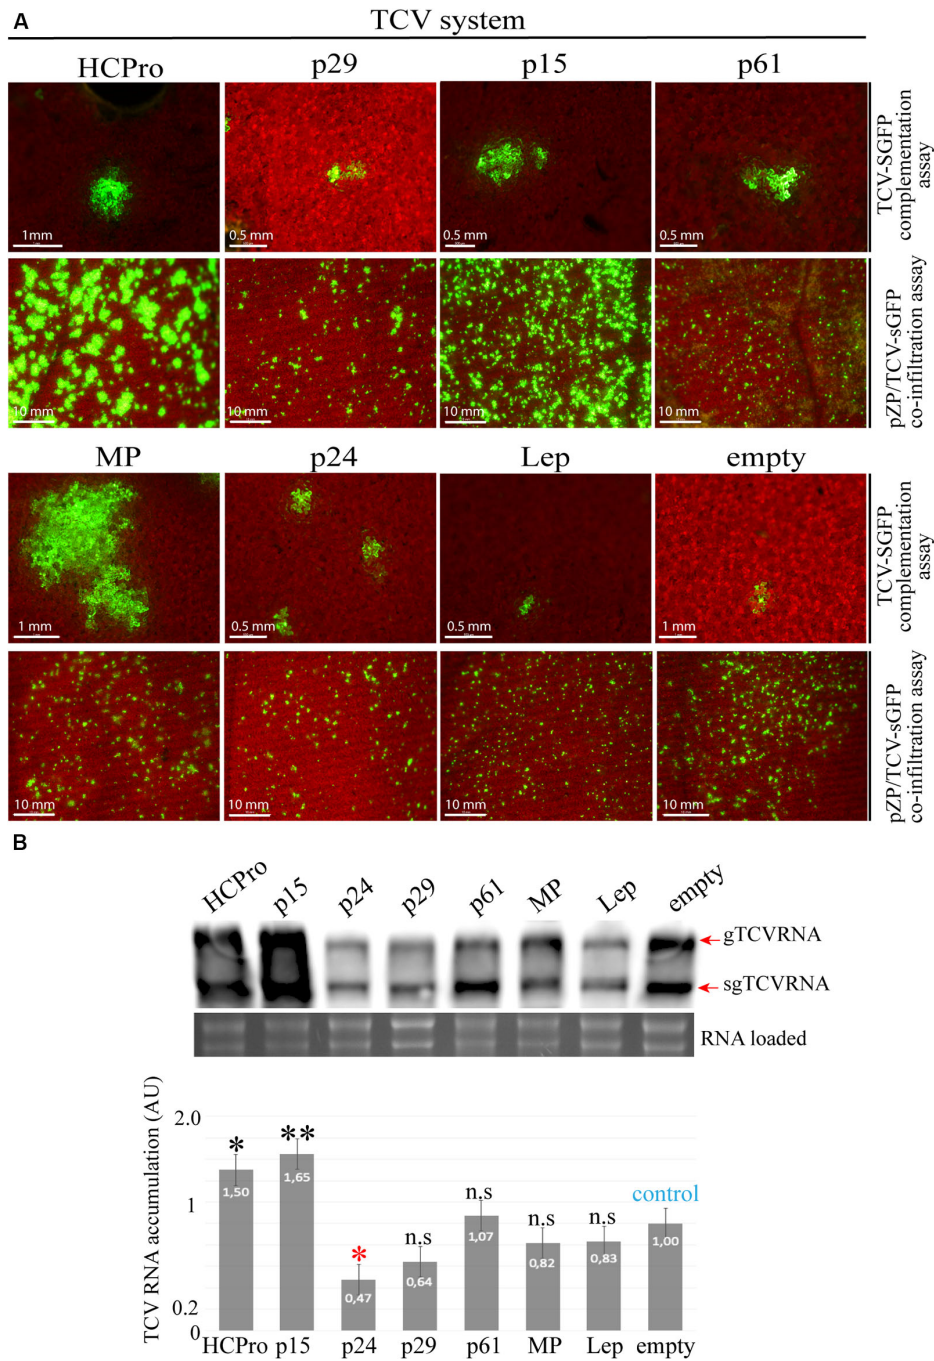 A
TCV system
HCPro p29 p15 p61
TCV-SGFP complementation assay
1mm 0.5 mm 0.5 mm 0.5 mm
pZP/TCV-sGFP co-infiltration assay
10 mm 10 mm 10 mm 10 mm
MP p24 Lep empty
TCV-SGFP complementation assay
1 mm 0.5 mm 0.5 mm 1 mm
pZP/TCV-sGFP co-infiltration assay
10 mm 10 mm 10 mm 10 mm
B
HCPro p15 p24 p29 p61 MP Lep empty
gTCVRNA
sgTCVRNA
RNA loaded
TCV RNA accumulation (AU)
2.0
1
0.2
0
* ** * n.s n.s n.s n.s control
1,50 1,65 0,47 0,64 1,07 0,82 0,83 1,00
HCPro p15 p24 p29 p61 MP Lep empty